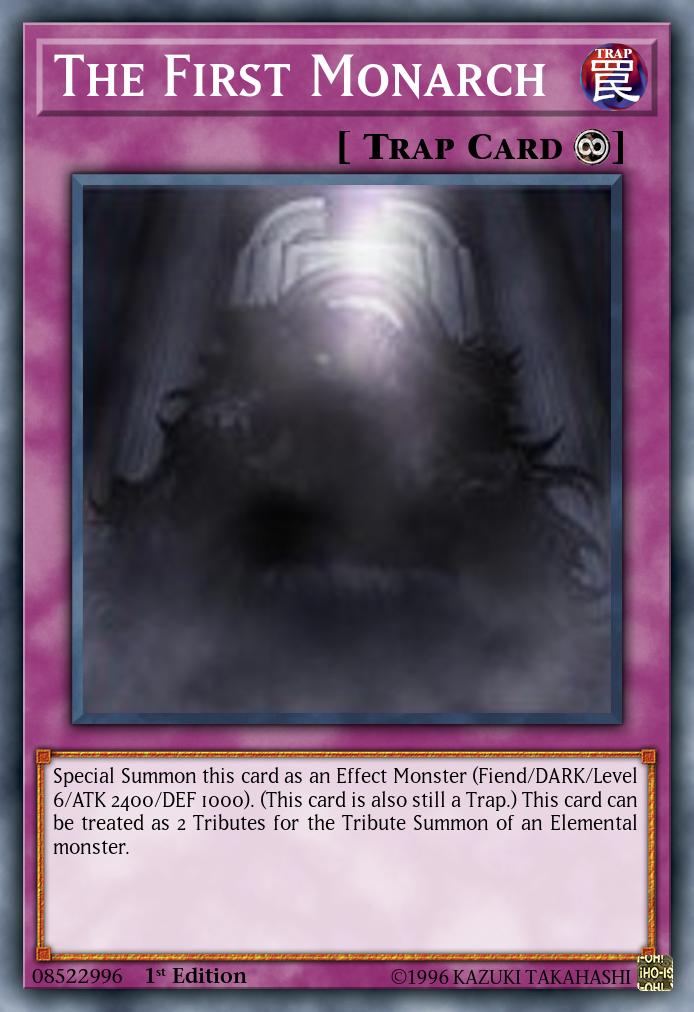 The First Monarch
TRAP
罠
[ Trap Card ]
Special Summon this card as an Effect Monster (Fiend/DARK/Level
6/ATK 2400/DEF 1000). (This card is also still a Trap.) This card can
be treated as 2 Tributes for the Tribute Summon of an Elemental
monster.
08522996 1st Edition ©1996 KAZUKI TAKAHASHI